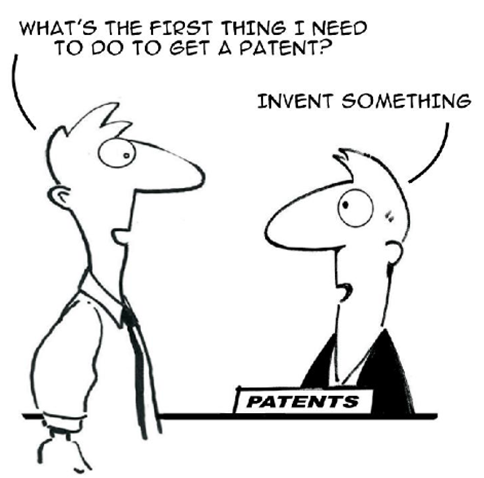 WHAT'S THE FIRST THING I NEED
TO DO TO GET A PATENT?
INVENT SOMETHING
PATENTS